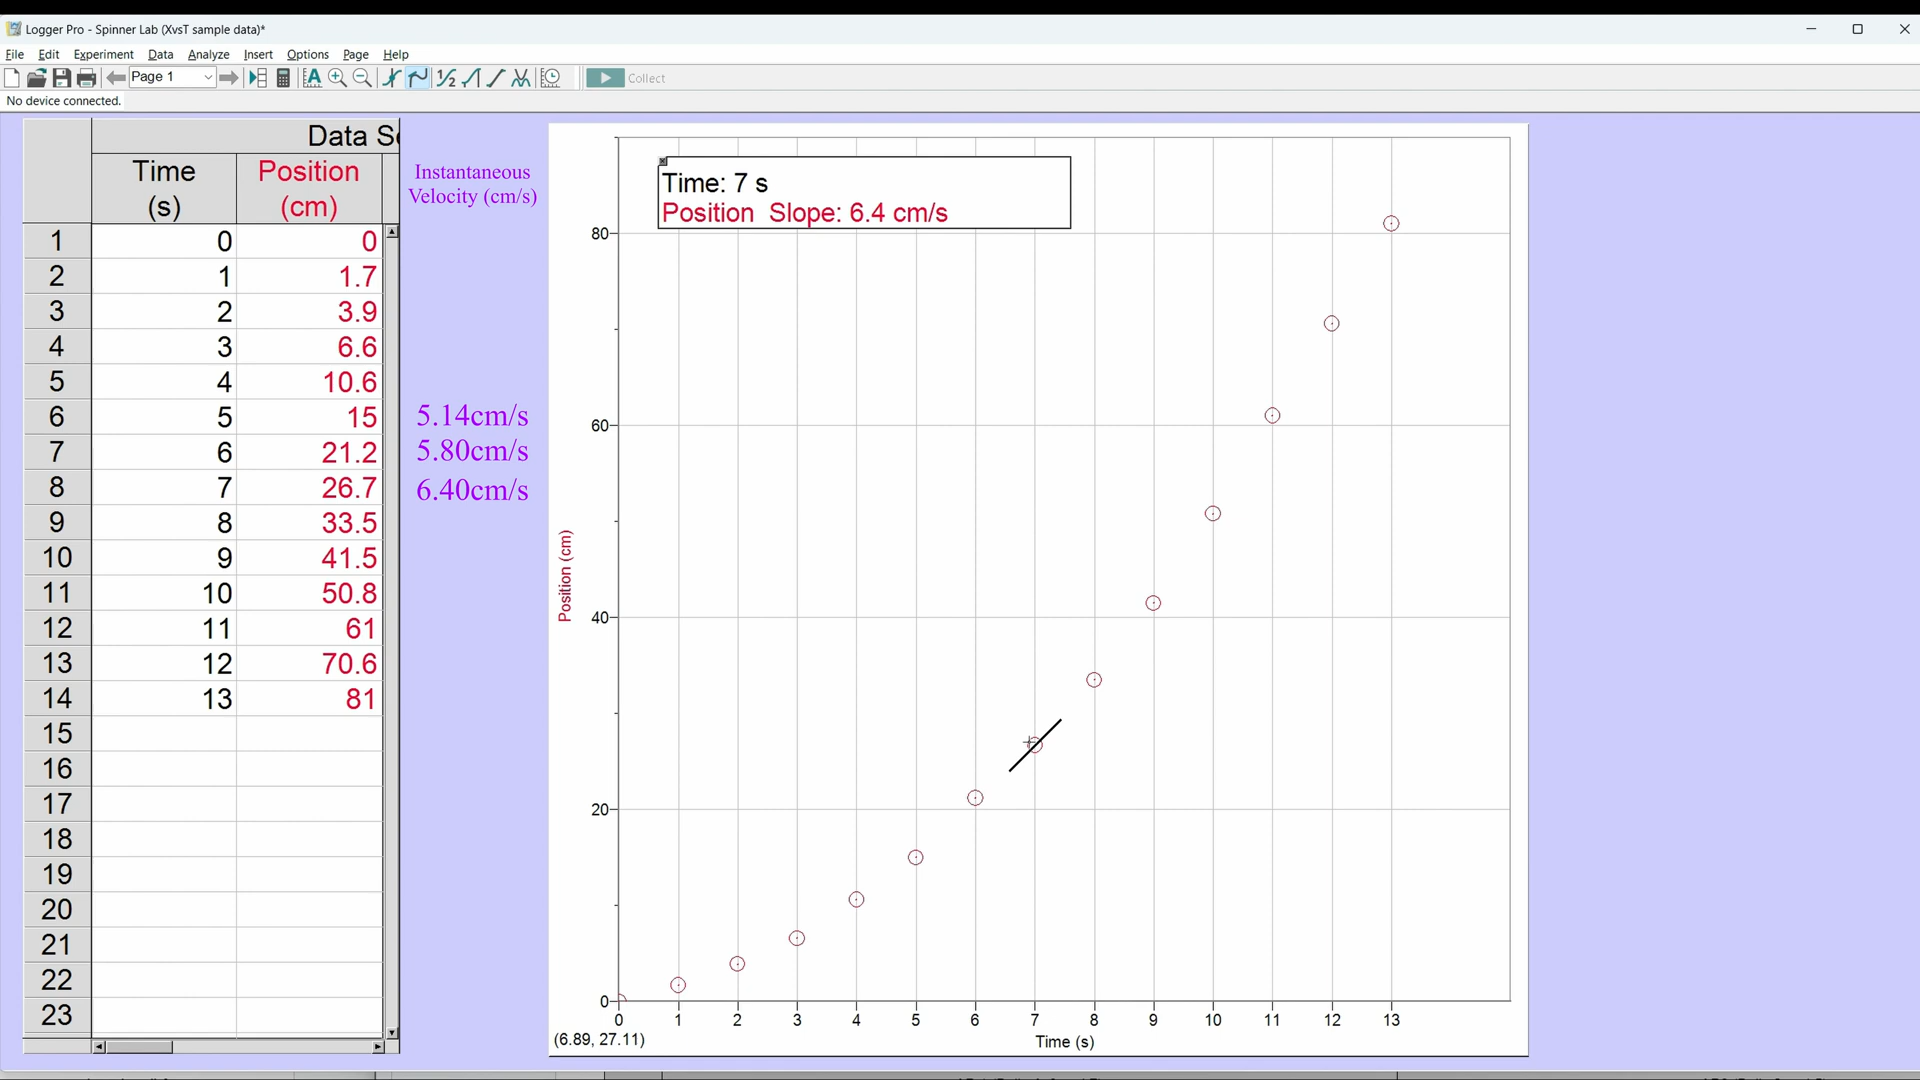 Logger Pro - Spinner Lab (XvsT sample data)*
File Edit Experiment Data Analyze Insert Options Page Help
Page 1 Collect
No device connected.
Data
Time (s) Position (cm)
Instantaneous
Velocity (cm/s)
1 0 0
2 1 1.7
3 2 3.9
4 3 6.6
5 4 10.6
6 5 15 5.14cm/s
7 6 21.2 5.80cm/s
8 7 26.7 6.40cm/s
9 8 33.5
10 9 41.5
11 10 50.8
12 11 61
13 12 70.6
14 13 81
15
16
17
18
19
20
21
22
23
Time: 7 s
Position Slope: 6.4 cm/s
80
60
40
20
0
Position (cm)
0 1 2 3 4 5 6 7 8 9 10 11 12 13
(6.89, 27.11)
Time (s)